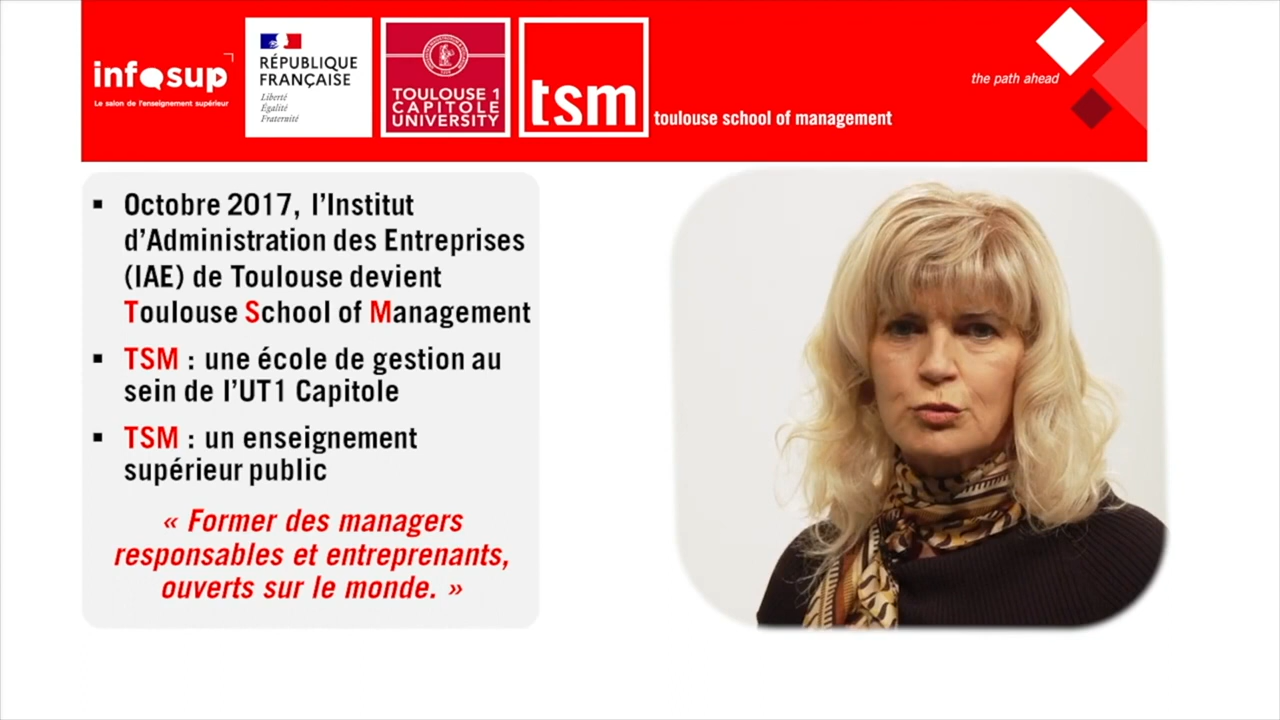 infosup
Le salon de l'enseignement supérieur
RÉPUBLIQUE
FRANÇAISE
Liberté
Égalité
Fraternité
TOULOUSE 1
CAPITOLE
UNIVERSITY
tsm
toulouse school of management
the path ahead
▪ Octobre 2017, l'Institut
d'Administration des Entreprises
(IAE) de Toulouse devient
Toulouse School of Management
▪ TSM : une école de gestion au
sein de l'UT1 Capitole
▪ TSM : un enseignement
supérieur public
« Former des managers
responsables et entreprenants,
ouverts sur le monde. »